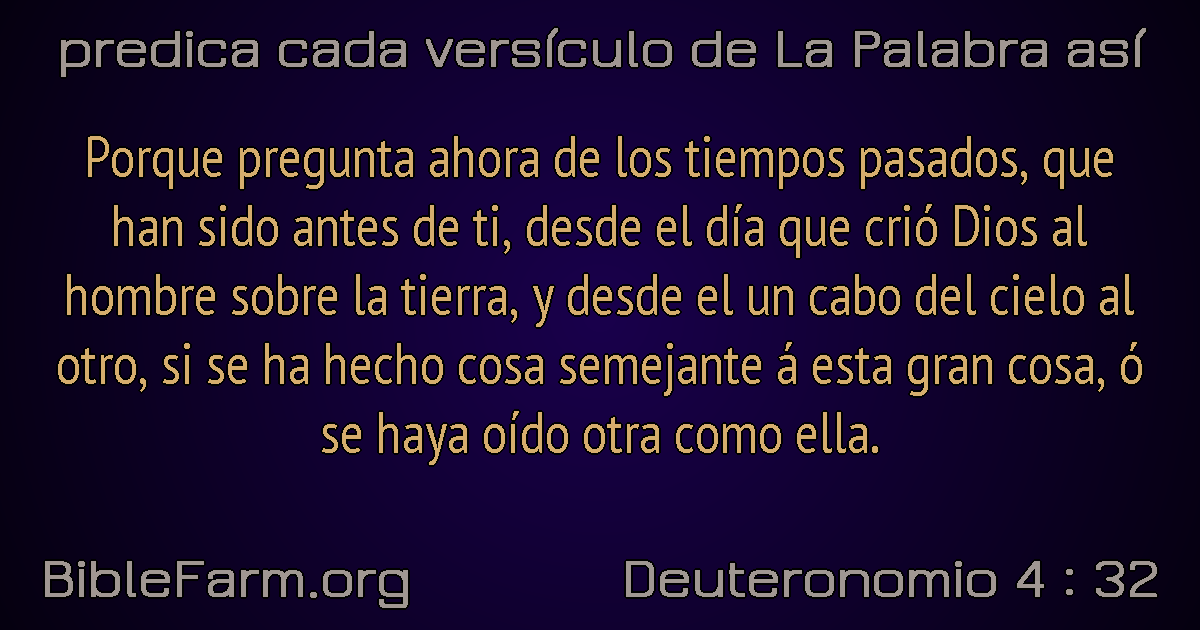 predica cada versículo de La Palabra así
Porque pregunta ahora de los tiempos pasados, que
han sido antes de ti, desde el día que crió Dios al
hombre sobre la tierra, y desde el un cabo del cielo al
otro, si se ha hecho cosa semejante á esta gran cosa, ó
se haya oído otra como ella.
BibleFarm.org
Deuteronomio 4 : 32